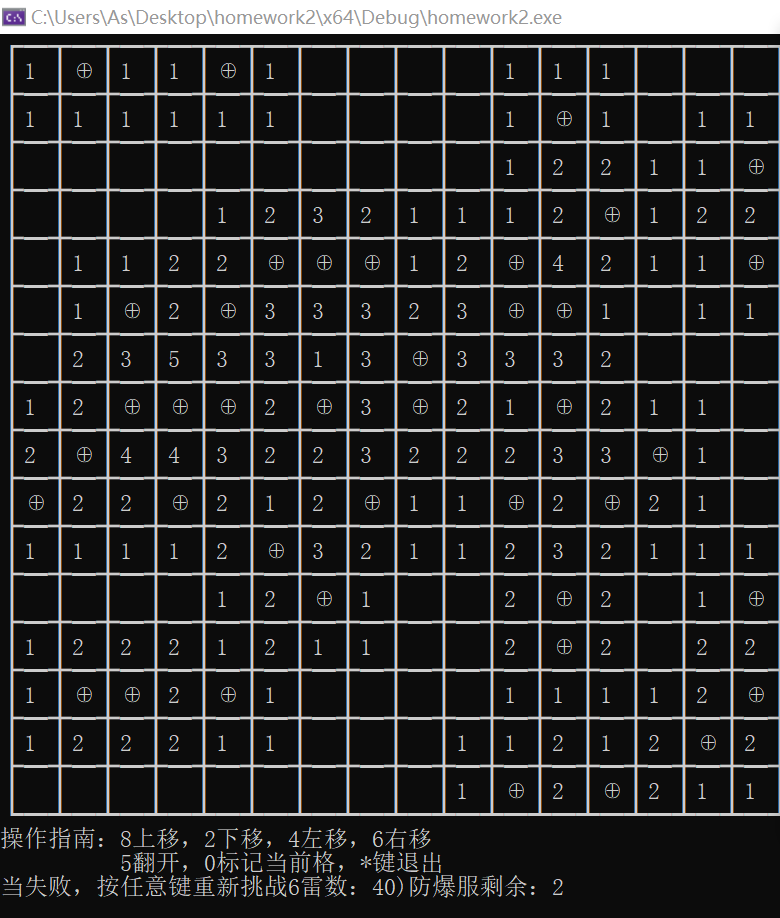 C:\Users\As\Desktop\homework2\x64\Debug\homework2.exe
1 ⊕ 1 1 ⊕ 1 1 1 1
1 1 1 1 1 1 1 ⊕ 1 1 1
1 2 2 1 1 ⊕
1 2 3 2 1 1 1 2 ⊕ 1 2 2
1 1 2 2 ⊕ ⊕ ⊕ 1 2 ⊕ 4 2 1 1 ⊕
1 ⊕ 2 ⊕ 3 3 3 2 3 ⊕ ⊕ 1 1 1
2 3 5 3 3 1 3 ⊕ 3 3 3 2
1 2 ⊕ ⊕ ⊕ 2 ⊕ 3 ⊕ 2 1 ⊕ 2 1 1
2 ⊕ 4 4 3 2 2 3 2 2 2 3 3 ⊕ 1
⊕ 2 2 ⊕ 2 1 2 ⊕ 1 1 ⊕ 2 ⊕ 2 1
1 1 1 1 2 ⊕ 3 2 1 1 2 3 2 1 1 1
1 2 ⊕ 1 2 ⊕ 2 1 ⊕
1 2 2 2 1 2 1 1 2 ⊕ 2 2 2
1 ⊕ ⊕ 2 ⊕ 1 1 1 1 1 2 ⊕
1 2 2 2 1 1 1 1 2 1 2 ⊕ 2
1 ⊕ 2 ⊕ 2 1 1
操作指南：8上移，2下移，4左移，6右移
5翻开，0标记当前格，*键退出
当失败，按任意键重新挑战6雷数：40)防爆服剩余：2